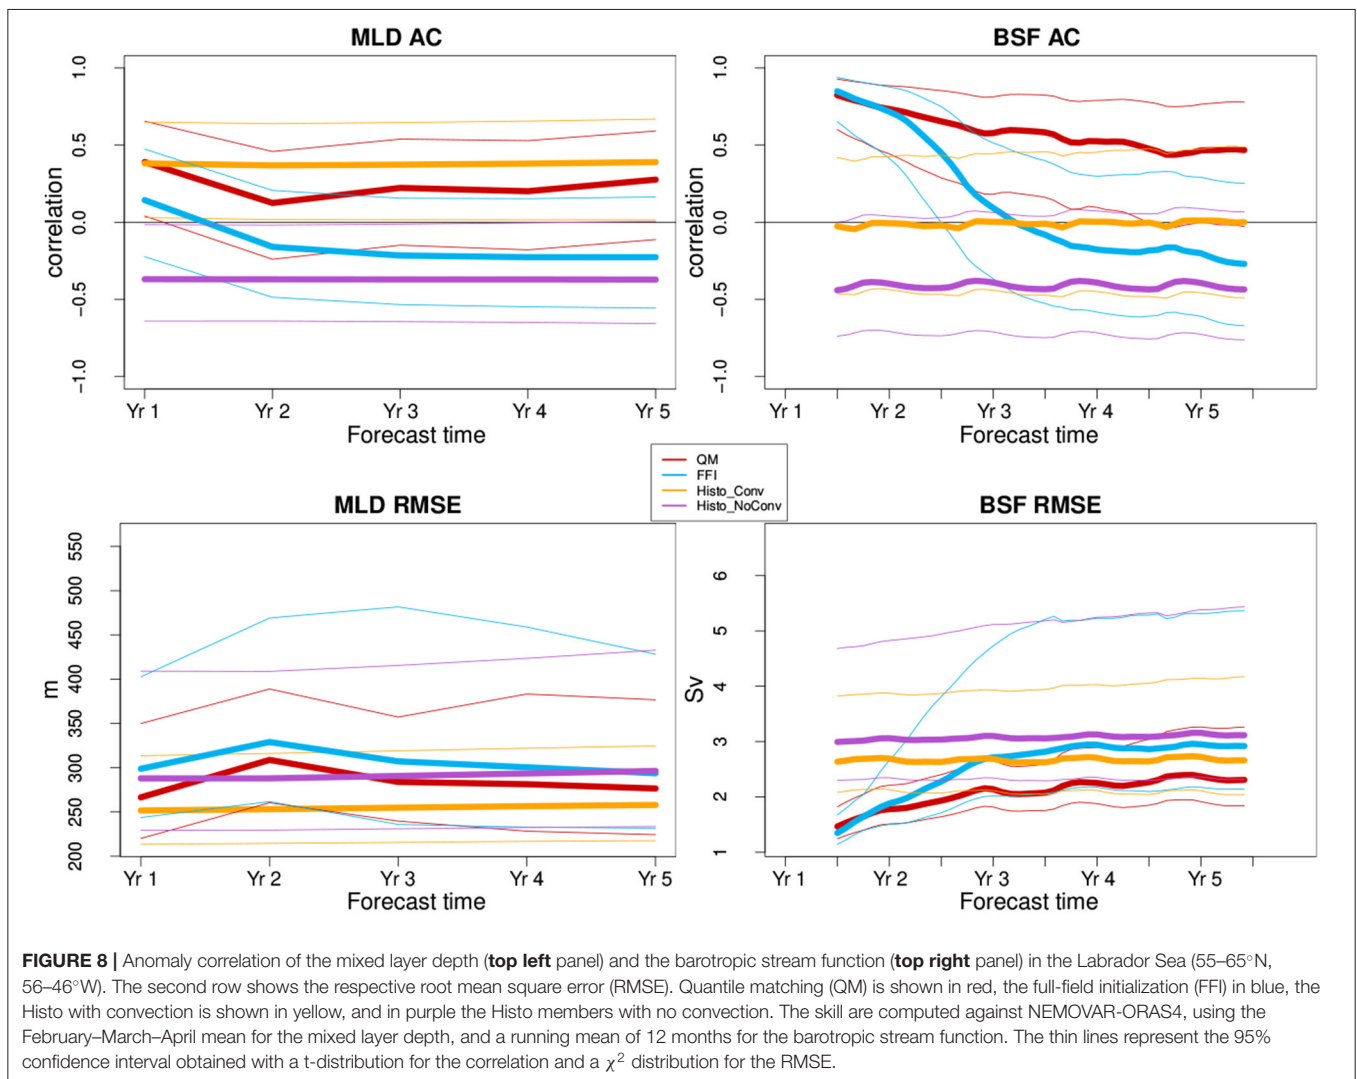 MLD AC
1.0
0.5
0.0
−0.5
−1.0
correlation
Yr 1 Yr 2 Yr 3 Yr 4 Yr 5
Forecast time
BSF AC
1.0
0.5
0.0
−0.5
−1.0
correlation
Yr 1 Yr 2 Yr 3 Yr 4 Yr 5
Forecast time
QM
FFI
Histo_Conv
Histo_NoConv
MLD RMSE
550
500
450
400
350
300
250
200
m
Yr 1 Yr 2 Yr 3 Yr 4 Yr 5
Forecast time
BSF RMSE
6
5
4
3
2
1
Sv
Yr 1 Yr 2 Yr 3 Yr 4 Yr 5
Forecast time
FIGURE 8 | Anomaly correlation of the mixed layer depth (top left panel) and the barotropic stream function (top right panel) in the Labrador Sea (55–65°N,
56–46°W). The second row shows the respective root mean square error (RMSE). Quantile matching (QM) is shown in red, the full-field initialization (FFI) in blue, the
Histo with convection is shown in yellow, and in purple the Histo members with no convection. The skill are computed against NEMOVAR-ORAS4, using the
February–March–April mean for the mixed layer depth, and a running mean of 12 months for the barotropic stream function. The thin lines represent the 95%
confidence interval obtained with a t-distribution for the correlation and a χ² distribution for the RMSE.